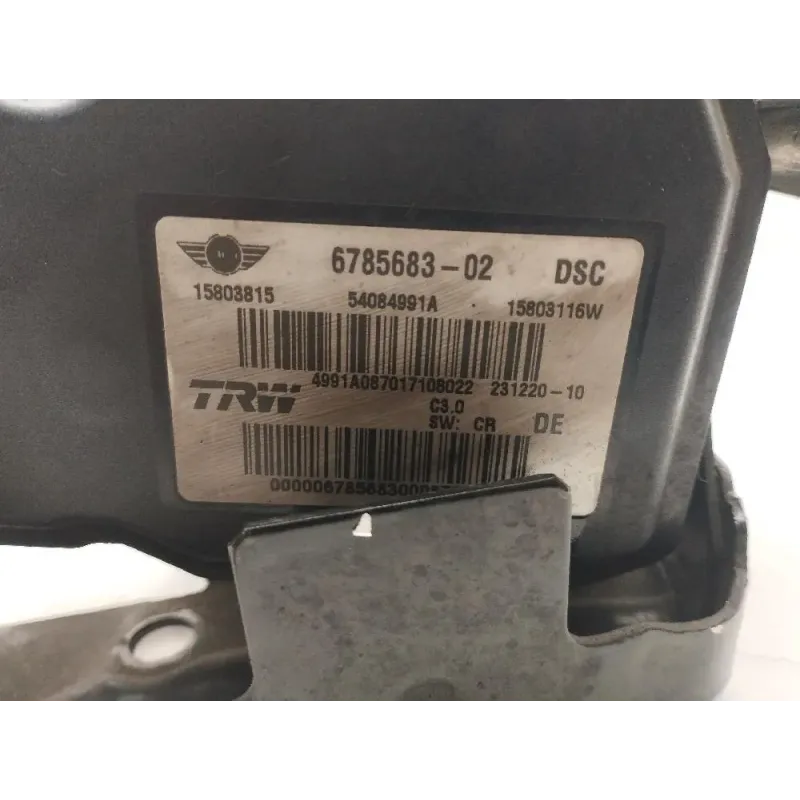 6785683-02 DSC
15803815 54084991A 15803116W
4991A087017108022 231220-10
TRW C3.0
SW: CR DE